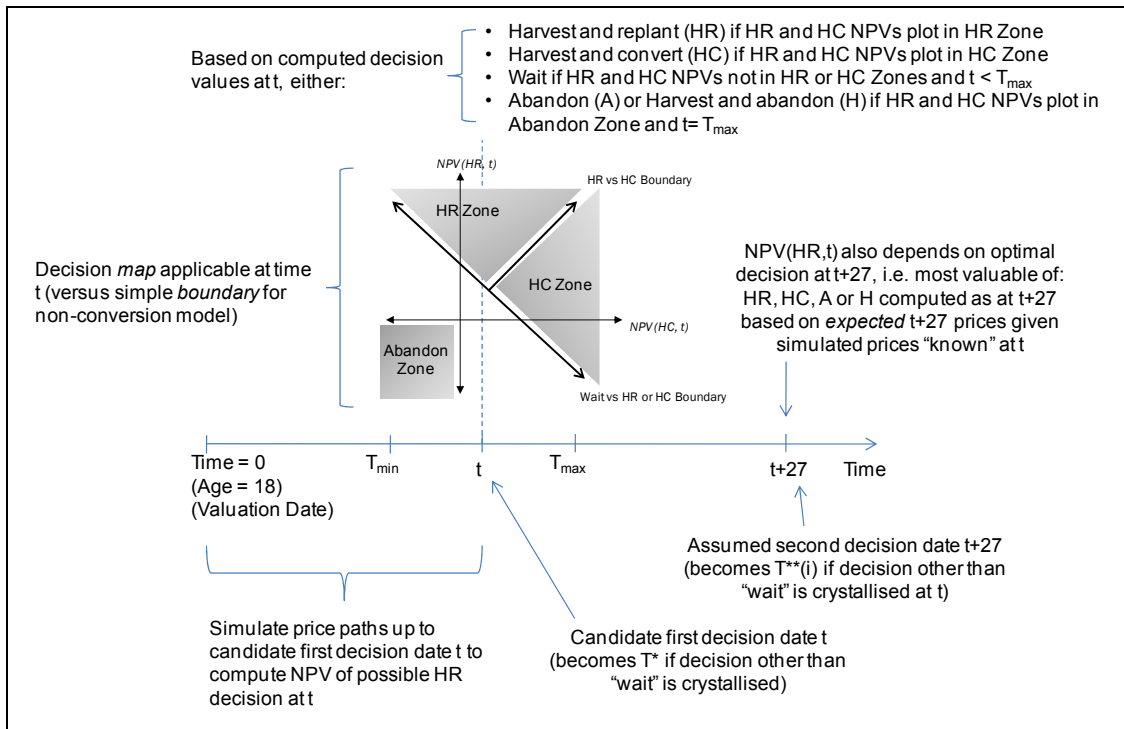 • Harvest and replant (HR) if HR and HC NPVs plot in HR Zone
• Harvest and convert (HC) if HR and HC NPVs plot in HC Zone
• Wait if HR and HC NPVs not in HR or HC Zones and t < Tmax
• Abandon (A) or Harvest and abandon (H) if HR and HC NPVs plot in
Abandon Zone and t= Tmax
Based on computed decision
values at t, either:
NPV(HR, t)
HR vs HC Boundary
HR Zone
HC Zone
NPV(HC, t)
Abandon
Zone
Wait vs HR or HC Boundary
Decision map applicable at time
t (versus simple boundary for
non-conversion model)
NPV(HR,t) also depends on optimal
decision at t+27, i.e. most valuable of:
HR, HC, A or H computed as at t+27
based on expected t+27 prices given
simulated prices “known” at t
Time = 0
(Age = 18)
(Valuation Date)
Tmin
t
Tmax
t+27
Time
Simulate price paths up to
candidate first decision date t to
compute NPV of possible HR
decision at t
Candidate first decision date t
(becomes T* if decision other than
“wait” is crystallised)
Assumed second decision date t+27
(becomes T**(i) if decision other than
“wait” is crystallised at t)